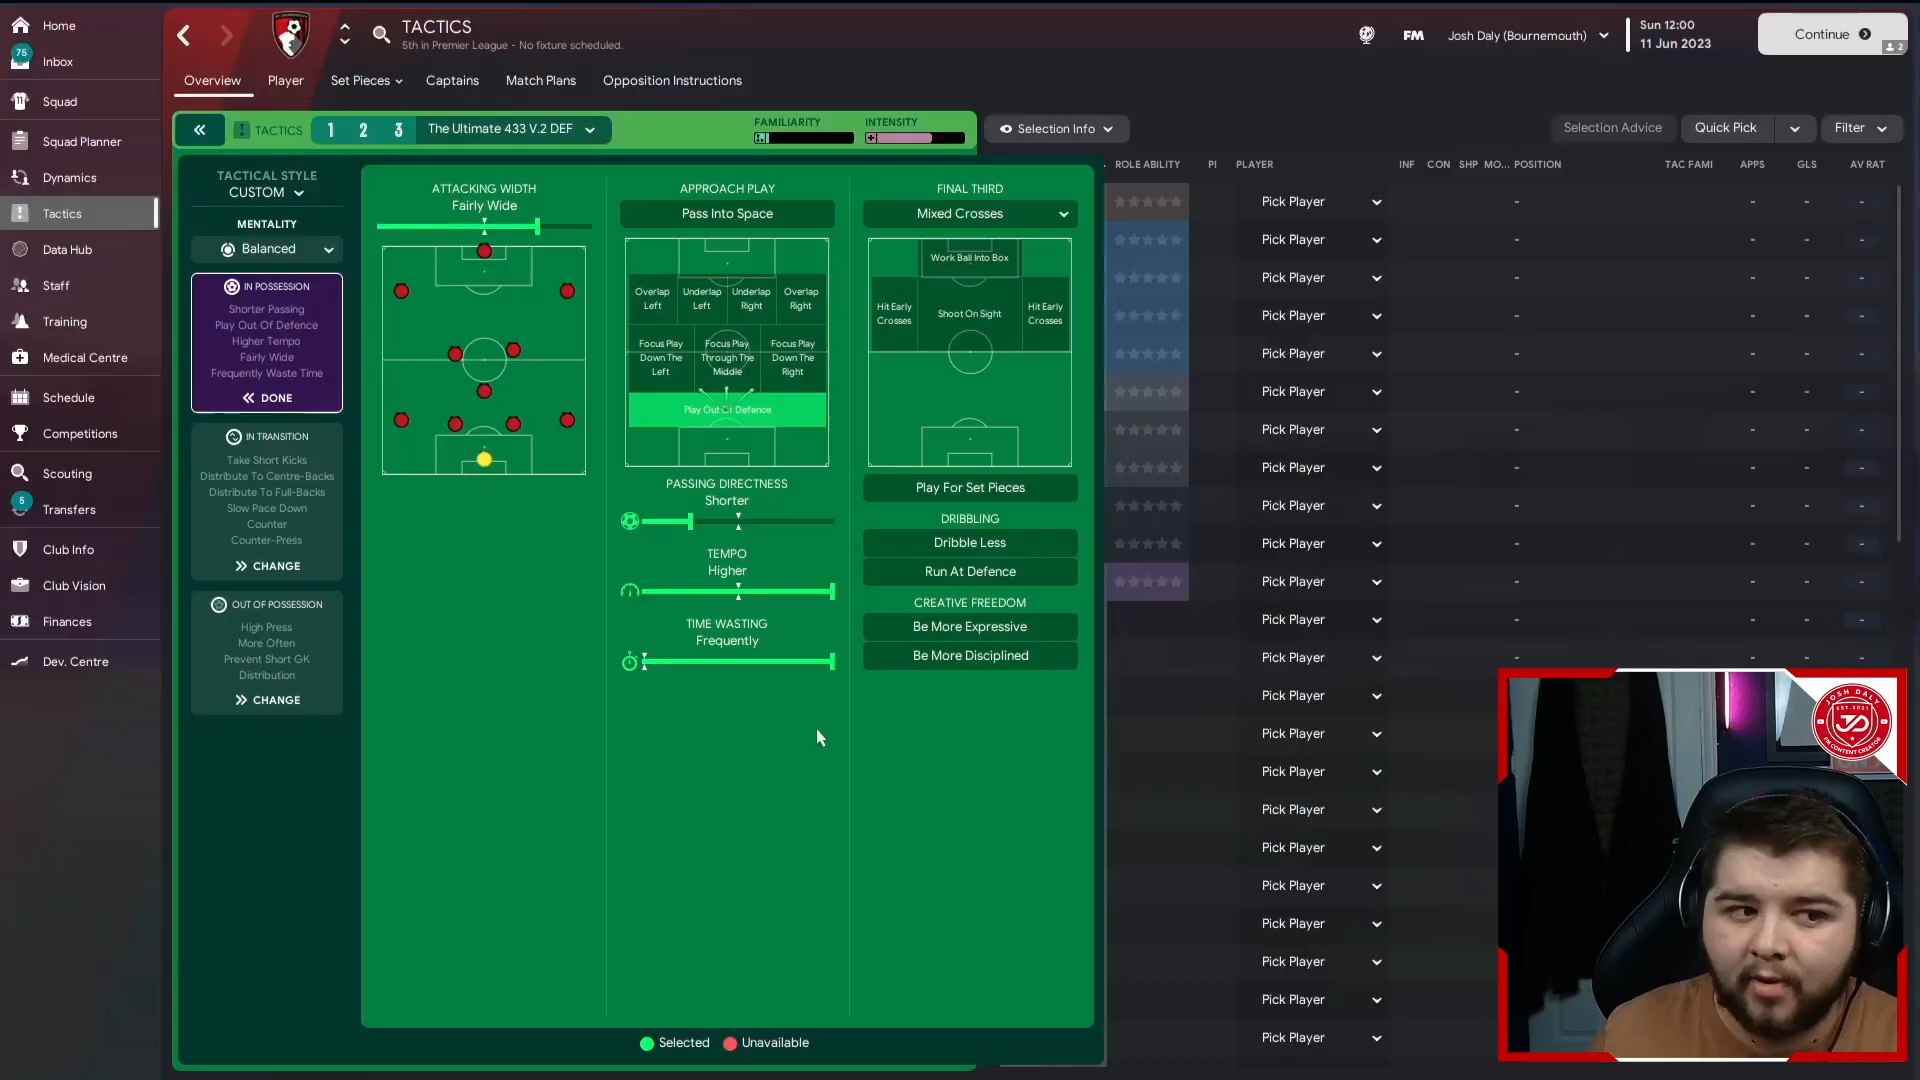 Home
75
Inbox
Squad
Squad Planner
Dynamics
Tactics
Data Hub
Staff
Training
Medical Centre
Schedule
Competitions
Scouting
5
Transfers
Club Info
Club Vision
Finances
Dev. Centre
TACTICS
5th in Premier League - No fixture scheduled.
FM
Josh Daly (Bournemouth)
Sun 12:00
11 Jun 2023
Continue
2
Overview
Player
Set Pieces
Captains
Match Plans
Opposition Instructions
TACTICS
1 2 3
The Ultimate 433 V.2 DEF
FAMILIARITY
INTENSITY
Selection Info
Selection Advice
Quick Pick
Filter
TACTICAL STYLE
CUSTOM
MENTALITY
Balanced
IN POSSESSION
Shorter Passing
Play Out Of Defence
Higher Tempo
Fairly Wide
Frequently Waste Time
DONE
IN TRANSITION
Take Short Kicks
Distribute To Centre-Backs
Distribute To Full-Backs
Slow Pace Down
Counter
Counter-Press
CHANGE
OUT OF POSSESSION
High Press
More Often
Prevent Short GK
Distribution
CHANGE
ATTACKING WIDTH
Fairly Wide
APPROACH PLAY
Pass Into Space
Overlap Left
Underlap Left
Underlap Right
Overlap Right
Focus Play Down The Left
Focus Play Through The Middle
Focus Play Down The Right
Play Out Of Defence
PASSING DIRECTNESS
Shorter
TEMPO
Higher
TIME WASTING
Frequently
FINAL THIRD
Mixed Crosses
Work Ball Into Box
Hit Early Crosses
Shoot On Sight
Hit Early Crosses
Play For Set Pieces
DRIBBLING
Dribble Less
Run At Defence
CREATIVE FREEDOM
Be More Expressive
Be More Disciplined
Selected
Unavailable
ROLE ABILITY PI PLAYER INF CON SHP MO... POSITION TAC FAMI APPS GLS AV RAT
Pick Player - - - -
Pick Player - - - -
Pick Player - - - -
Pick Player - - - -
Pick Player - - - -
Pick Player - - - -
Pick Player - - - -
Pick Player - - - -
Pick Player - - - -
Pick Player - - - -
Pick Player - - - -
Pick Player - - - -
Pick Player - - - -
Pick Player
Pick Player
Pick Player
Pick Player
Pick Player
Pick Player
Pick Player
Pick Player
Pick Player
Pick Player
JOSH DALY
EST. 2021
JD
FM CONTENT CREATOR